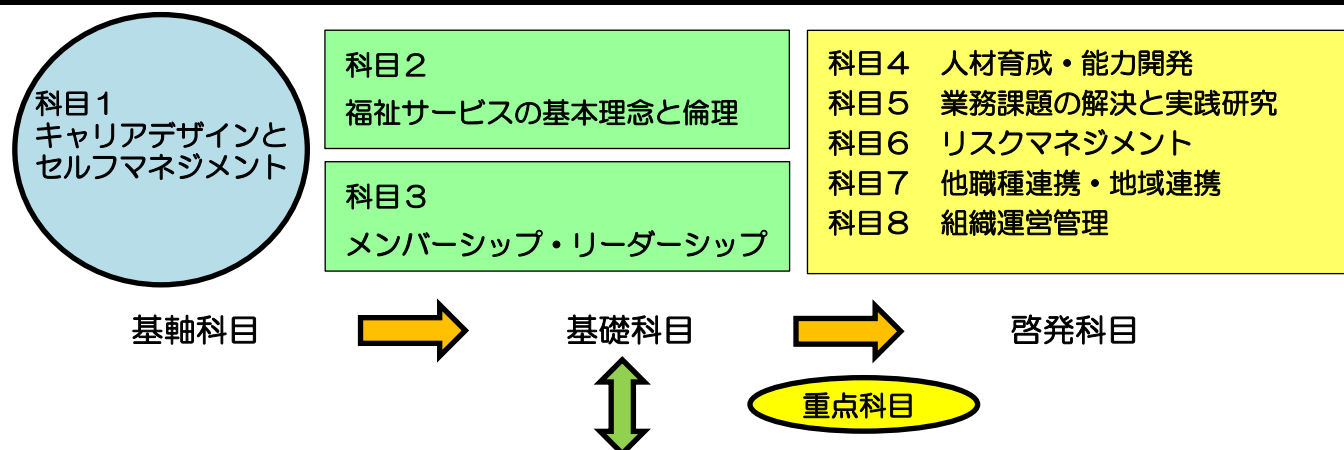 科目１
キャリアデザインと
セルフマネジメント
科目２
福祉サービスの基本理念と倫理
科目３
メンバーシップ・リーダーシップ
科目４　人材育成・能力開発
科目５　業務課題の解決と実践研究
科目６　リスクマネジメント
科目７　他職種連携・地域連携
科目８　組織運営管理
基軸科目
基礎科目
啓発科目
重点科目